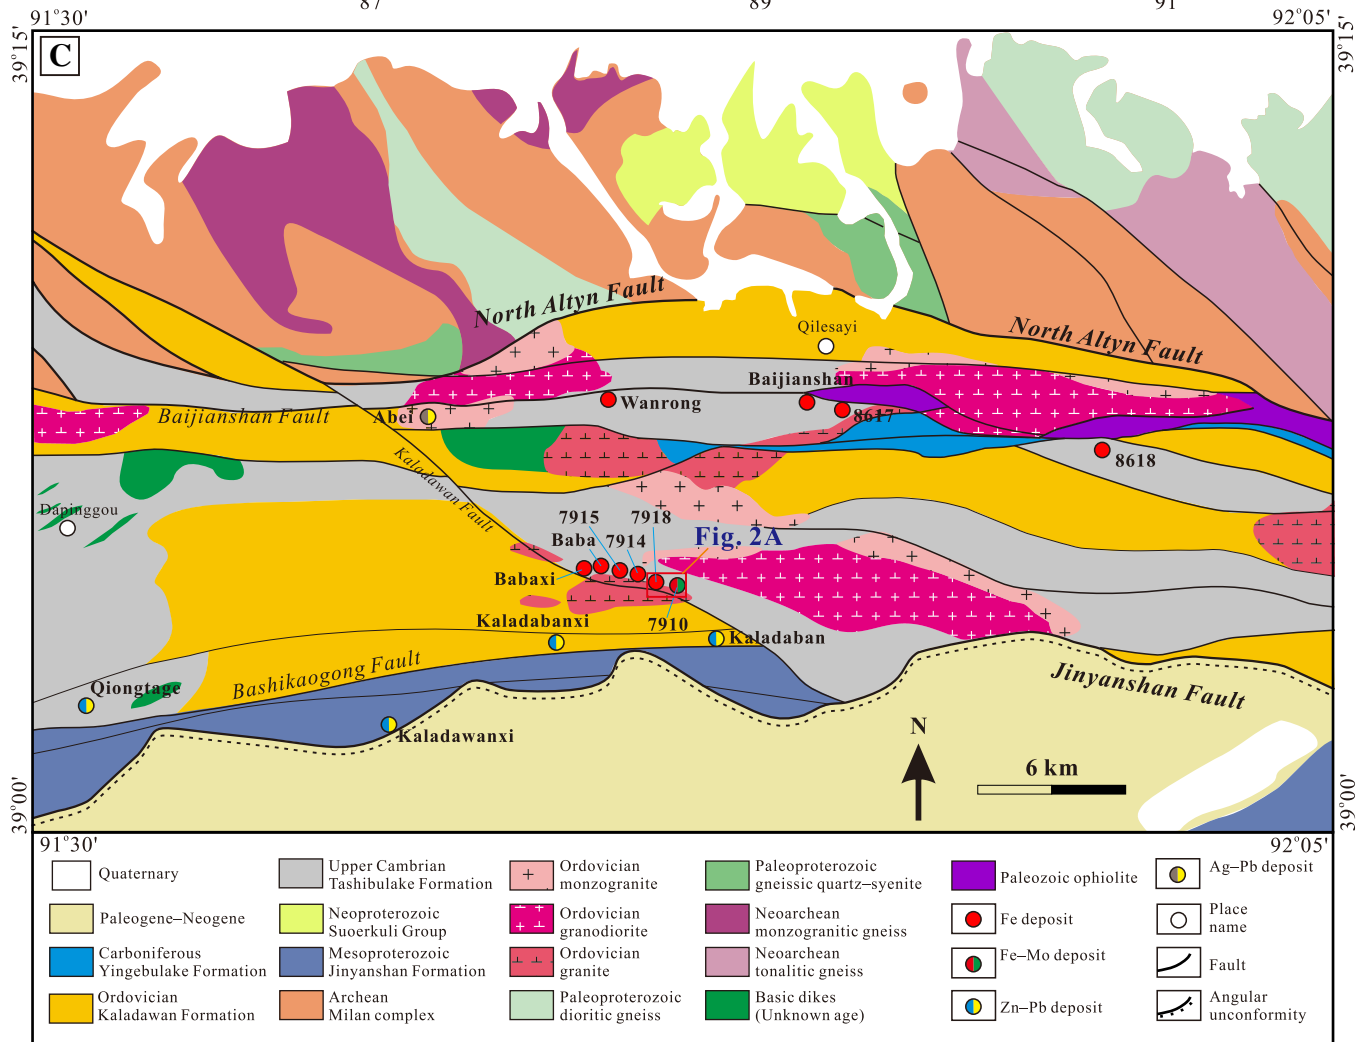 87
89
91
91°30'
92°05'
39°15'
39°15'
C
North Altyn Fault
Qilesayi
North Altyn Fault
Baijianshan
Wanrong
Baijianshan Fault
Abei
8617
8618
Kaladawan Fault
Dapinggou
7915
7918
Baba
7914
Fig. 2A
Babaxi
7910
Kaladabanxi
Kaladaban
Bashikaogong Fault
Qiongtage
Jinyanshan Fault
Kaladawanxi
N
6 km
39°00'
39°00'
91°30'
92°05'
Quaternary
Paleogene–Neogene
Carboniferous
Yingebulake Formation
Ordovician
Kaladawan Formation
Upper Cambrian
Tashibulake Formation
Neoproterozoic
Suoerkuli Group
Mesoproterozoic
Jinyanshan Formation
Archean
Milan complex
Ordovician
monzogranite
Ordovician
granodiorite
Ordovician
granite
Paleoproterozoic
dioritic gneiss
Paleoproterozoic
gneissic quartz–syenite
Neoarchean
monzogranitic gneiss
Neoarchean
tonalitic gneiss
Basic dikes
(Unknown age)
Paleozoic ophiolite
Fe deposit
Fe–Mo deposit
Zn–Pb deposit
Ag–Pb deposit
Place
name
Fault
Angular
unconformity